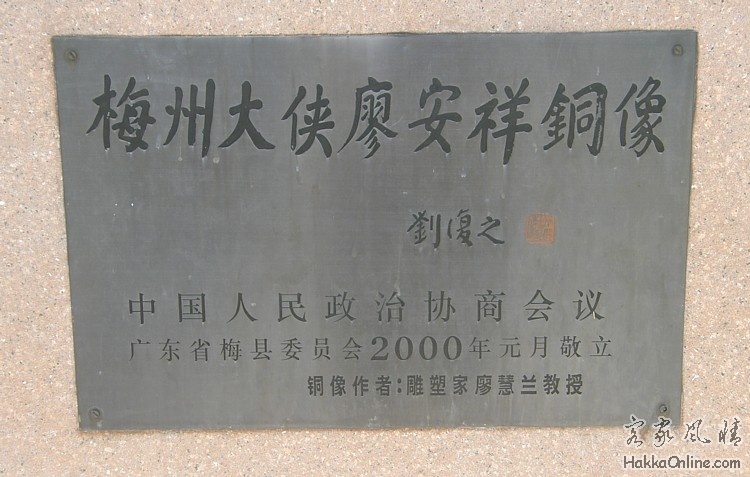 梅州大侠廖安祥銅像
劉復之
中国人民政治协商会议
广东省梅县委员会2000年元月敬立
铜像作者:雕塑家廖慧兰教授
客家风情
HakkaOnline.com